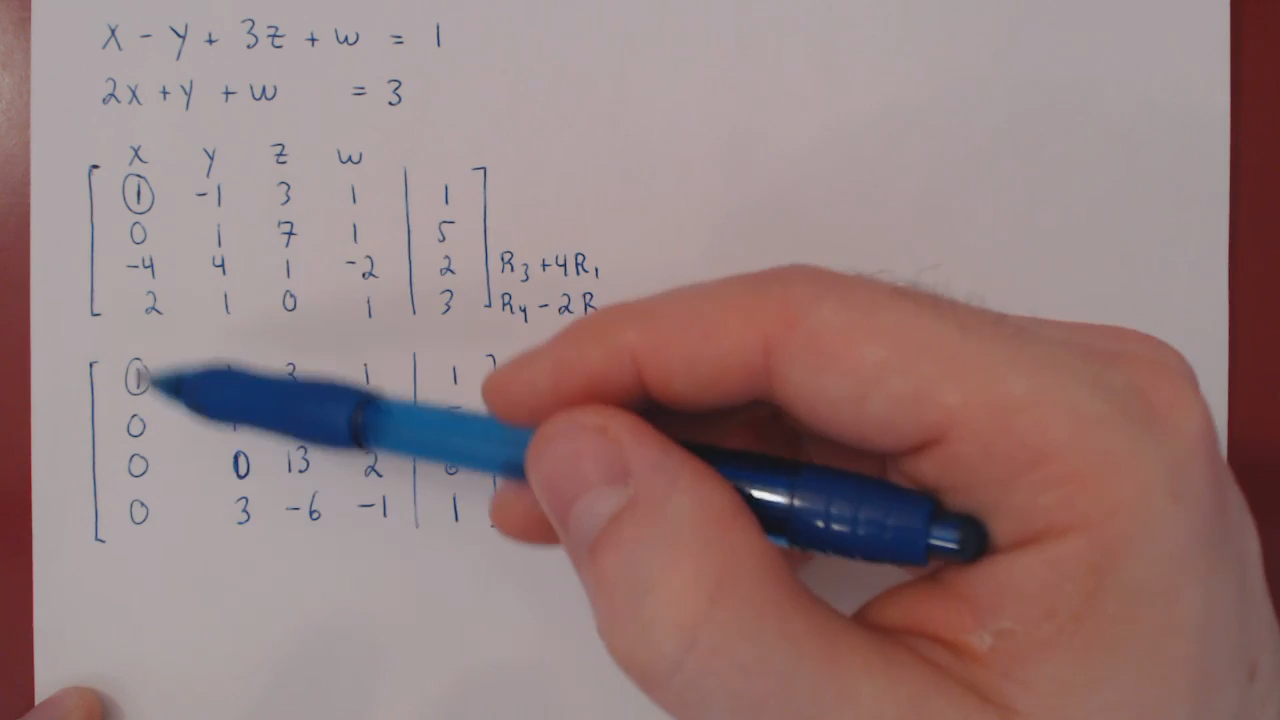 x - y + 3z + w = 1
2x + y + w = 3
x y z w
1 -1 3 1 | 1
0 1 7 1 | 5
-4 4 1 -2 | 2 R3 + 4R1
2 1 0 1 | 3 R4 - 2R
1 1 | 1
0
0 0 13 2
0 3 -6 -1 | 1